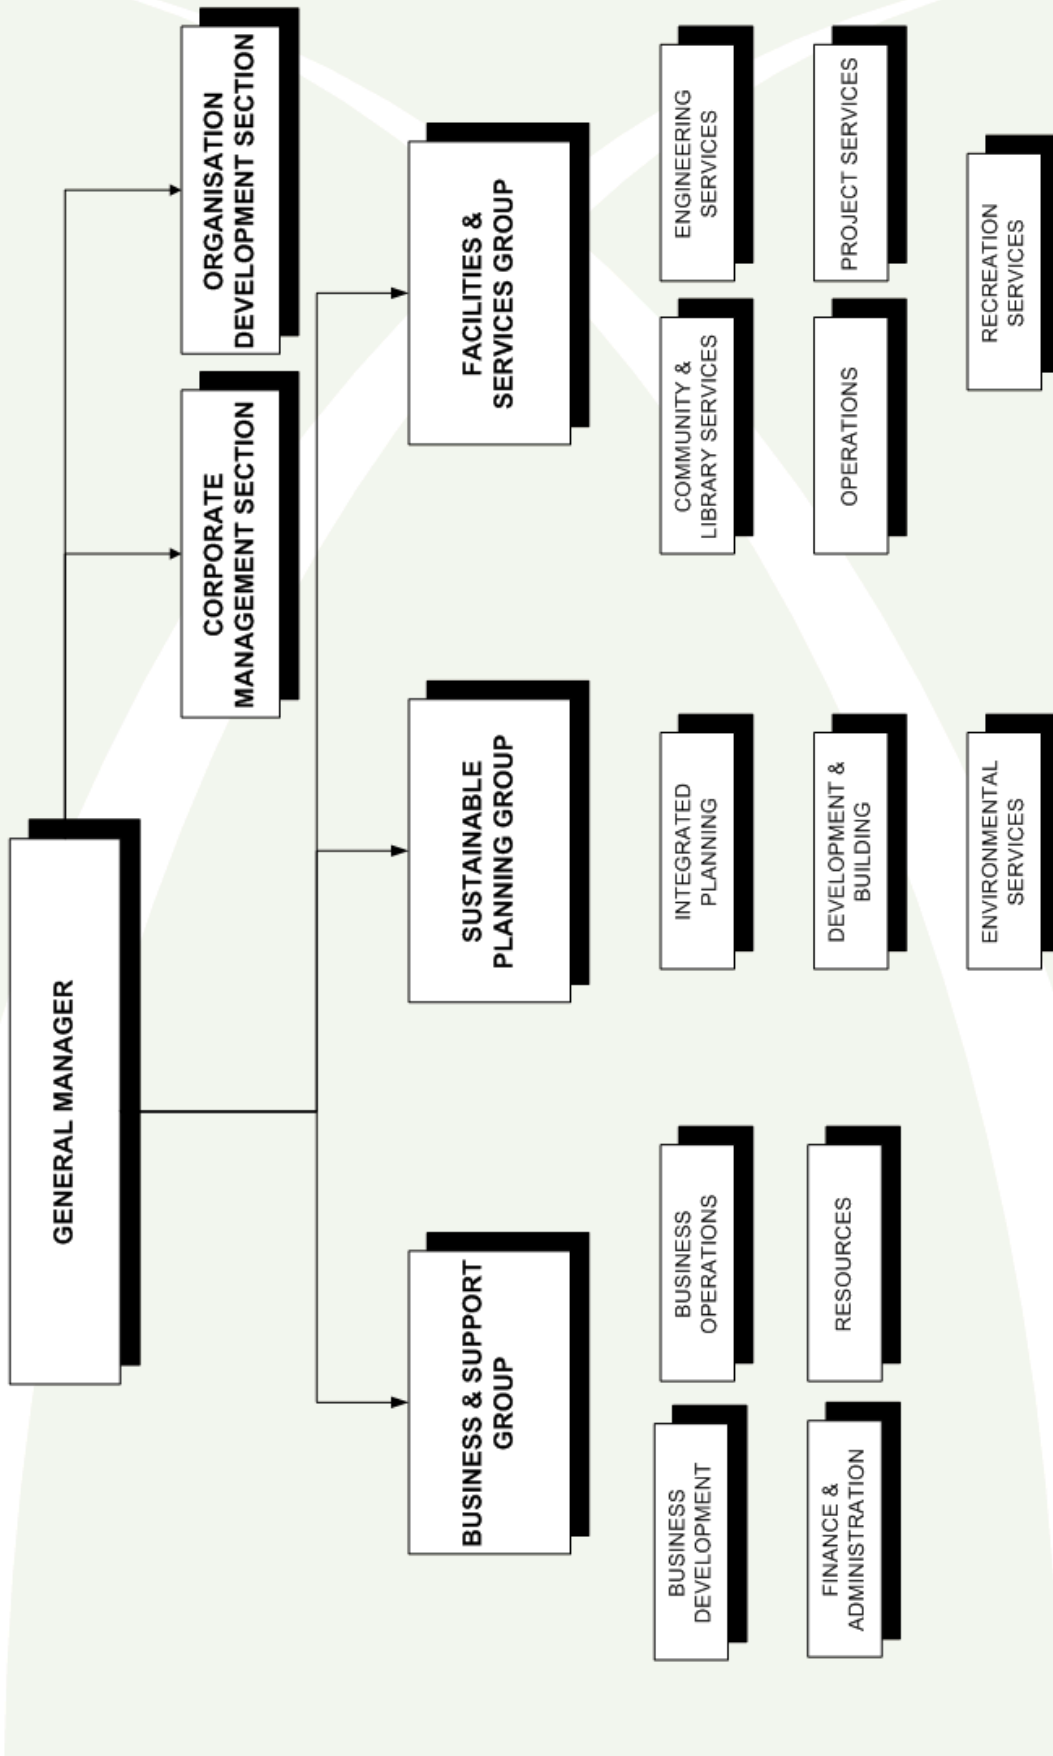 GENERAL MANAGER
CORPORATE
MANAGEMENT SECTION
ORGANISATION
DEVELOPMENT SECTION
BUSINESS & SUPPORT
GROUP
SUSTAINABLE
PLANNING GROUP
FACILITIES &
SERVICES GROUP
BUSINESS
DEVELOPMENT
BUSINESS
OPERATIONS
FINANCE &
ADMINISTRATION
RESOURCES
INTEGRATED
PLANNING
DEVELOPMENT &
BUILDING
ENVIRONMENTAL
SERVICES
COMMUNITY &
LIBRARY SERVICES
ENGINEERING
SERVICES
OPERATIONS
PROJECT SERVICES
RECREATION
SERVICES